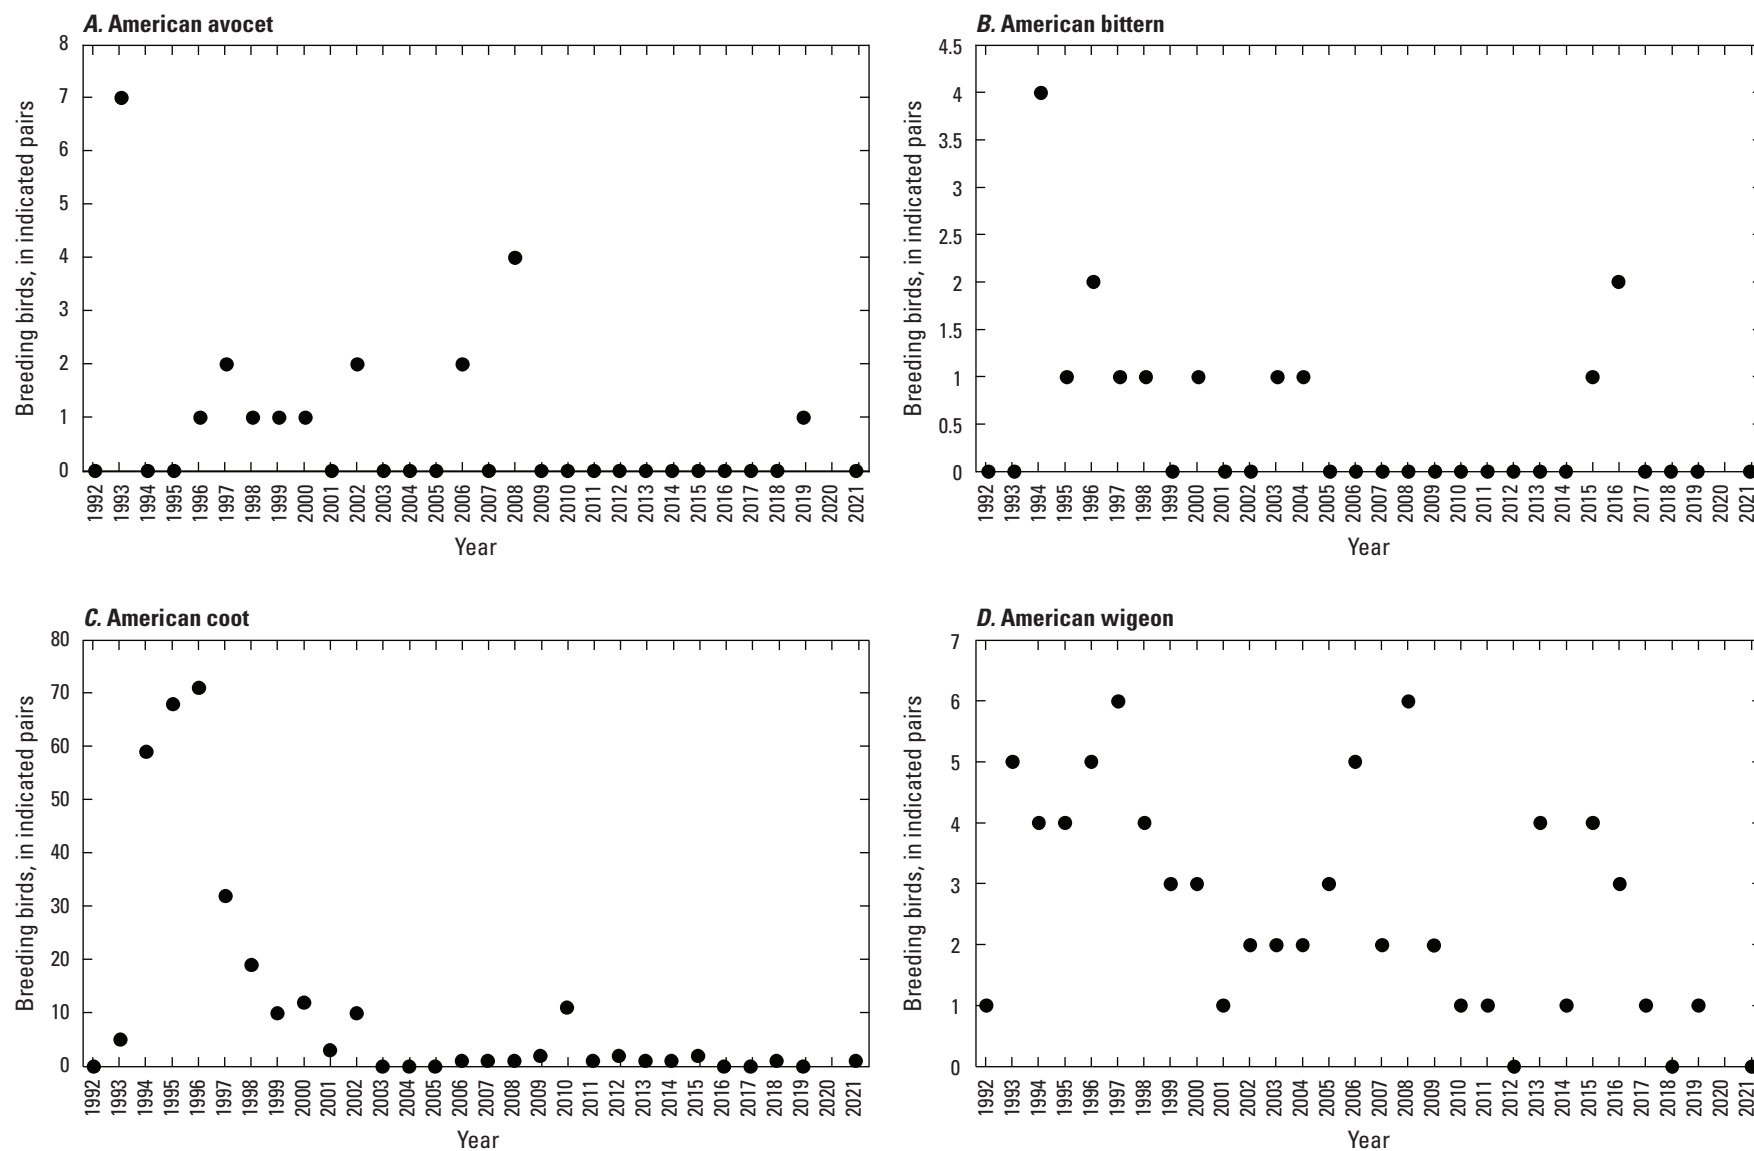 A. American avocet
8
7
6
5
4
3
2
1
0
Breeding birds, in indicated pairs
1992 1993 1994 1995 1996 1997 1998 1999 2000 2001 2002 2003 2004 2005 2006 2007 2008 2009 2010 2011 2012 2013 2014 2015 2016 2017 2018 2019 2020 2021
Year
B. American bittern
4.5
4
3.5
3
2.5
2
1.5
1
0.5
0
Breeding birds, in indicated pairs
1992 1993 1994 1995 1996 1997 1998 1999 2000 2001 2002 2003 2004 2005 2006 2007 2008 2009 2010 2011 2012 2013 2014 2015 2016 2017 2018 2019 2020 2021
Year
C. American coot
80
70
60
50
40
30
20
10
0
Breeding birds, in indicated pairs
1992 1993 1994 1995 1996 1997 1998 1999 2000 2001 2002 2003 2004 2005 2006 2007 2008 2009 2010 2011 2012 2013 2014 2015 2016 2017 2018 2019 2020 2021
Year
D. American wigeon
7
6
5
4
3
2
1
0
Breeding birds, in indicated pairs
1992 1993 1994 1995 1996 1997 1998 1999 2000 2001 2002 2003 2004 2005 2006 2007 2008 2009 2010 2011 2012 2013 2014 2015 2016 2017 2018 2019 2020 2021
Year